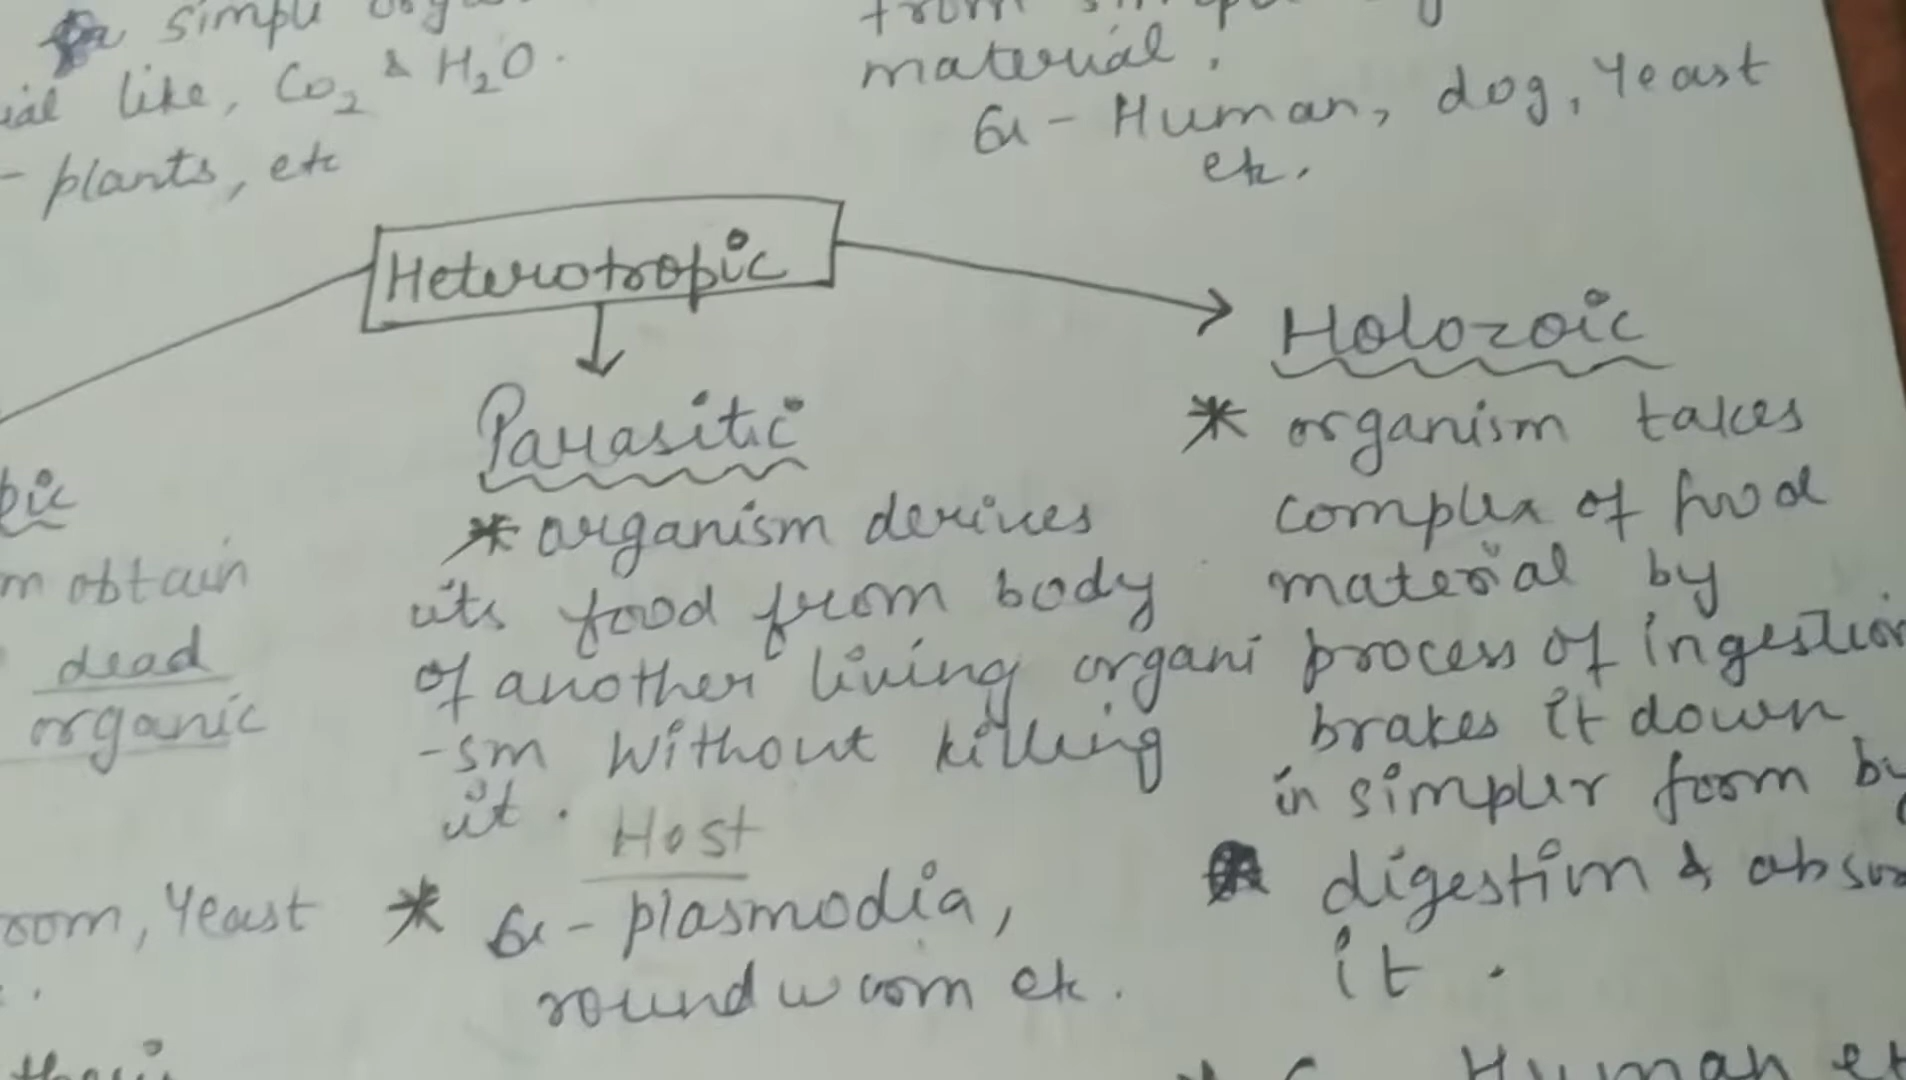 simple
like, CO2 & H2O.
- plants, etc
from
material.
Ex - Human, dog, Yeast
etc.
Heterotropic
Parasitic
* organism derives
its food from body
of another living organi
-sm without killing
it.
Host
* Ex - plasmodia,
roundworm etc.
Holozoic
* organism takes
complex of food
material by
process of ingestion
brakes it down
in simpler form by
digestion & absor
it.
pic
m obtain
dead
organic
oom, Yeast
Human et